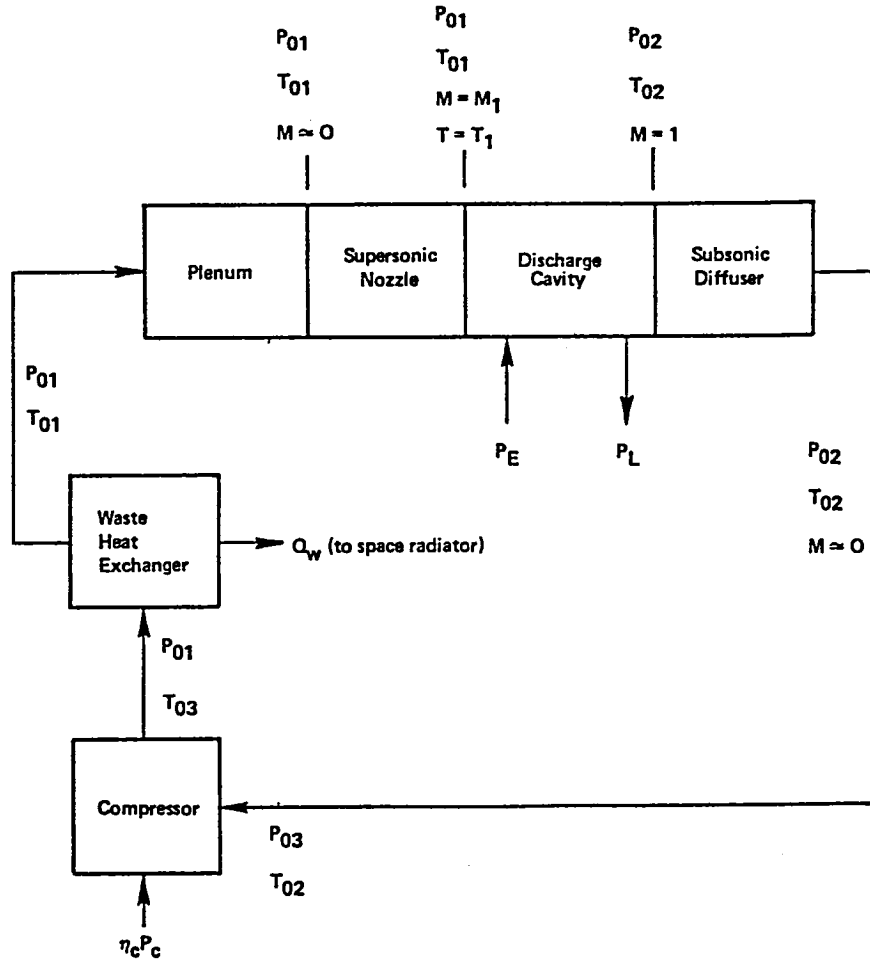 P01
T01
M ≃ O
P01
T01
M = M1
T = T1
P02
T02
M = 1
Plenum
Supersonic
Nozzle
Discharge
Cavity
Subsonic
Diffuser
P01
T01
PE
PL
P02
T02
M ≃ O
Waste
Heat
Exchanger
QW (to space radiator)
P01
T03
Compressor
P03
T02
ηcPc